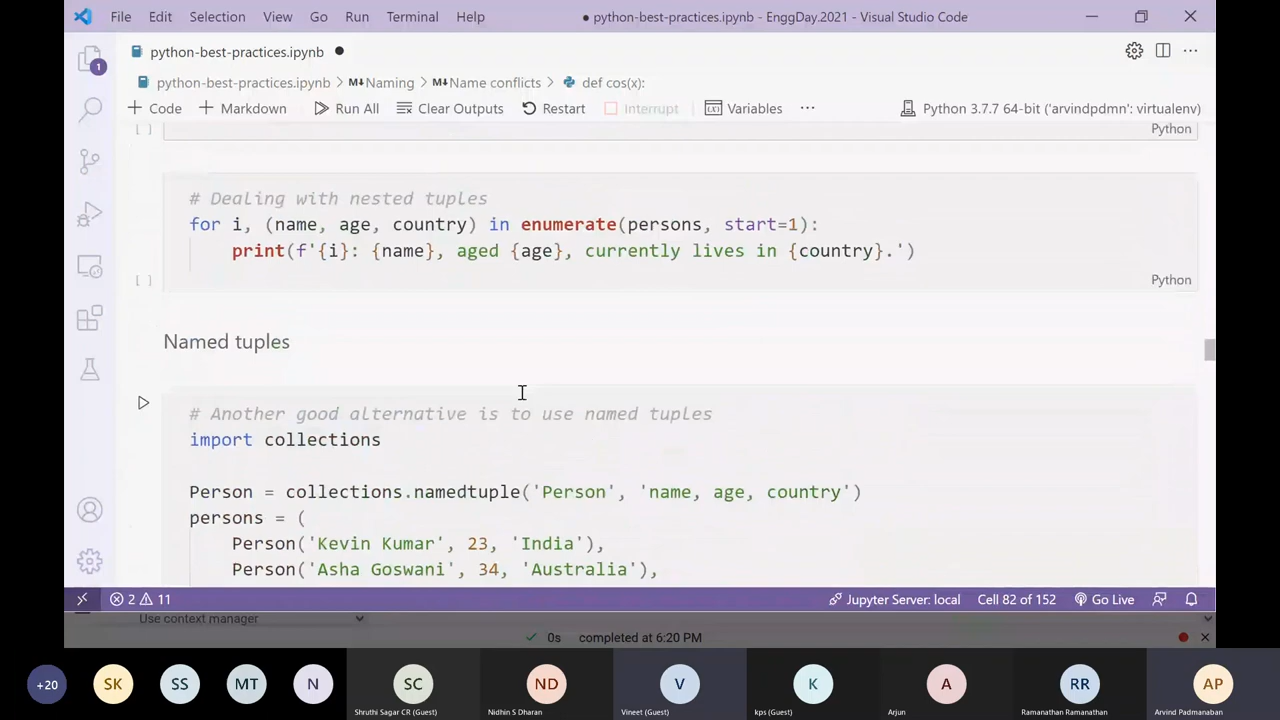 File Edit Selection View Go Run Terminal Help ● python-best-practices.ipynb - EnggDay.2021 - Visual Studio Code
python-best-practices.ipynb ●
python-best-practices.ipynb > M↓Naming > M↓Name conflicts > def cos(x):
+ Code + Markdown Run All Clear Outputs Restart Interrupt Variables ··· Python 3.7.7 64-bit ('arvindpdmn': virtualenv)
1
[ ] Python
# Dealing with nested tuples
for i, (name, age, country) in enumerate(persons, start=1):
print(f'{i}: {name}, aged {age}, currently lives in {country}.')
[ ] Python
Named tuples
# Another good alternative is to use named tuples
import collections
Person = collections.namedtuple('Person', 'name, age, country')
persons = (
Person('Kevin Kumar', 23, 'India'),
Person('Asha Goswani', 34, 'Australia'),
2 11 Jupyter Server: local Cell 82 of 152 Go Live
Use context manager
0s completed at 6:20 PM
+20 SK SS MT N SC ND V K A RR AP
Shruthi Sagar CR (Guest) Nidhin S Dharan Vineet (Guest) kps (Guest) Arjun Ramanathan Ramanathan Arvind Padmanaban